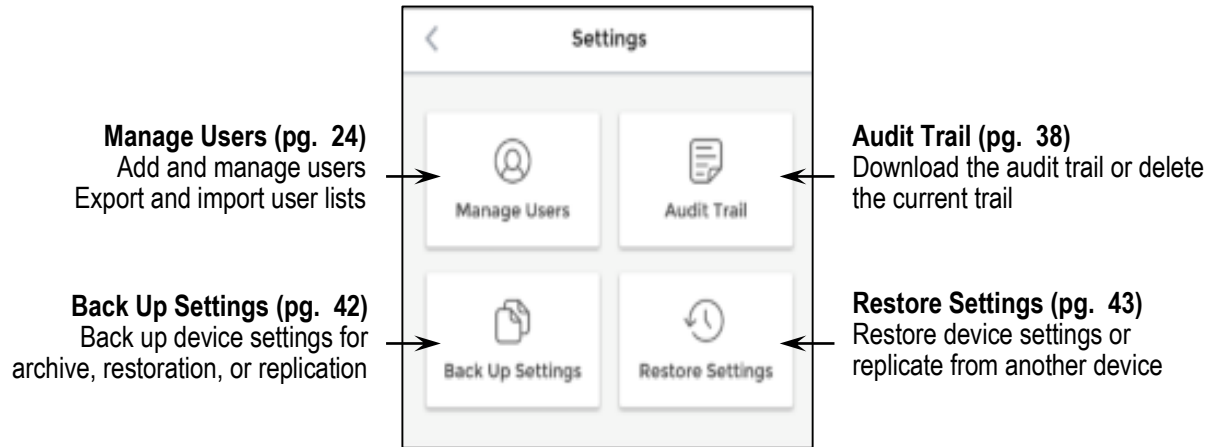 Settings
Manage Users (pg. 24)
Add and manage users
Export and import user lists
Manage Users
Audit Trail
Audit Trail (pg. 38)
Download the audit trail or delete
the current trail
Back Up Settings (pg. 42)
Back up device settings for
archive, restoration, or replication
Back Up Settings
Restore Settings
Restore Settings (pg. 43)
Restore device settings or
replicate from another device